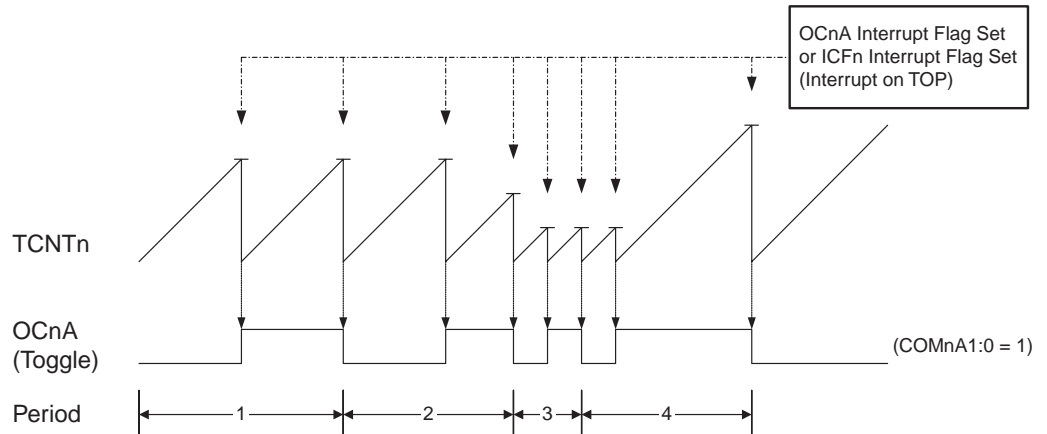 OCnA Interrupt Flag Set
or ICFn Interrupt Flag Set
(Interrupt on TOP)
TCNTn
OCnA
(Toggle)
(COMnA1:0 = 1)
Period
1
2
3
4